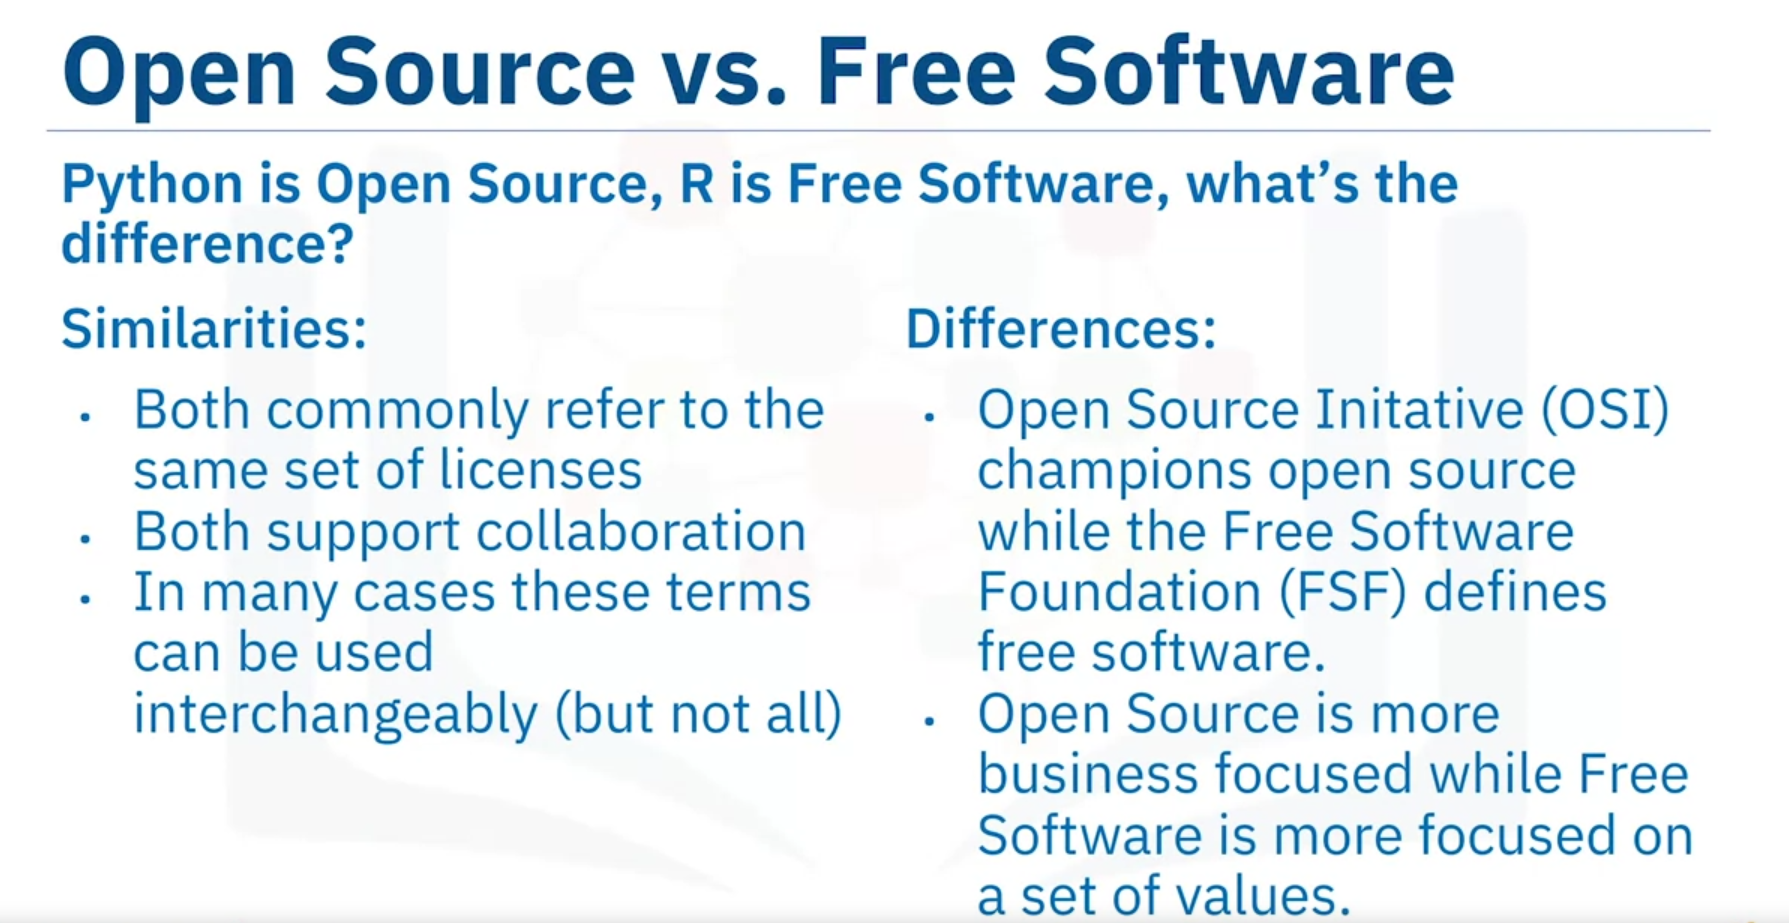 Open Source vs. Free Software
Python is Open Source, R is Free Software, what's the
difference?
Similarities:
• Both commonly refer to the
same set of licenses
• Both support collaboration
• In many cases these terms
can be used
interchangeably (but not all)
Differences:
• Open Source Initative (OSI)
champions open source
while the Free Software
Foundation (FSF) defines
free software.
• Open Source is more
business focused while Free
Software is more focused on
a set of values.